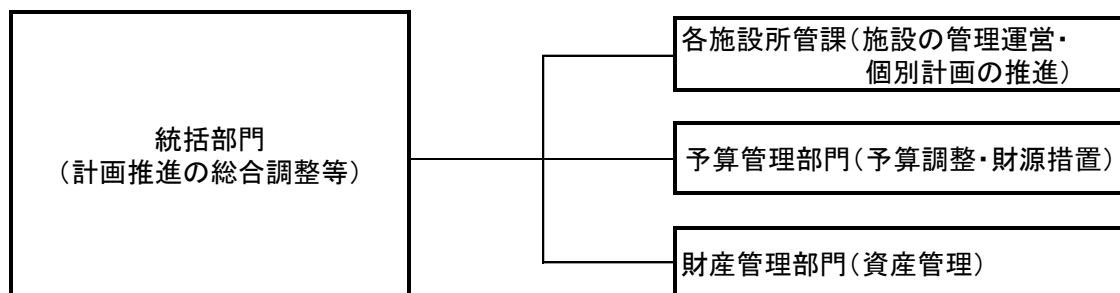 統括部門
（計画推進の総合調整等）
各施設所管課（施設の管理運営・
個別計画の推進）
予算管理部門（予算調整・財源措置）
財産管理部門（資産管理）